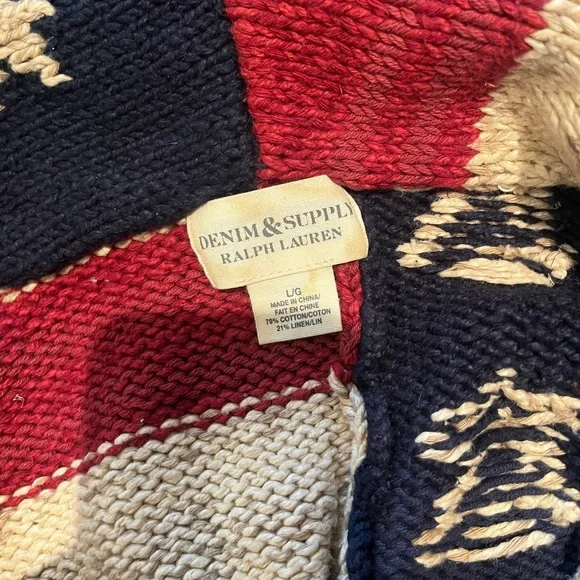 DENIM & SUPPLY
RALPH LAUREN
L/G
MADE IN CHINA/
FAIT EN CHINE
79% COTTON/COTON
21% LINEN/LIN